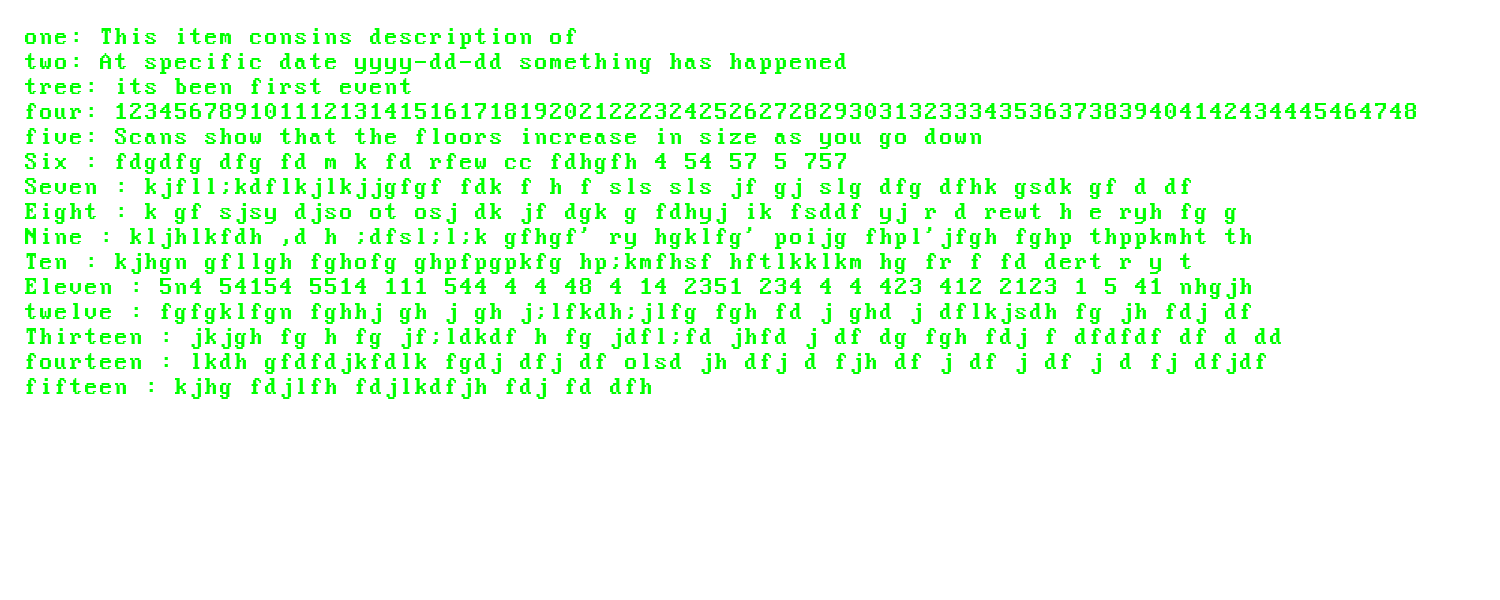 one: This item consins description of
two: At specific date yyyy-dd-dd something has happened
tree: its been first event
four: 123456789101112131415161718192021222324252627282930313233343536373839404142434445464748
five: Scans show that the floors increase in size as you go down
Six : fdgdfg dfg fd m k fd rfew cc fdhgfh 4 54 57 5 757
Seven : kjfll;kdflkjlkjjgfgf fdk f h f sls sls jf gj slg dfg dfhk gsdk gf d df
Eight : k gf sjsy djso ot osj dk jf dgk g fdhyj ik fsddf yj r d rewt h e ryh fg g
Nine : kljhlkfdh ,d h ;dfsl;l;k gfhgf' ry hgklfg' poijg fhpl'jfgh fghp thppkmht th
Ten : kjhgn gfllgh fghofg ghpfpgpkfg hp;kmfhsf hftlkklkm hg fr f fd dert r y t
Eleven : 5n4 54154 5514 111 544 4 4 48 4 14 2351 234 4 4 423 412 2123 1 5 41 nhgjh
twelve : fgfgklfgn fghhj gh j gh j;lfkdh;jlfg fgh fd j ghd j dflkjsdh fg jh fdj df
Thirteen : jkjgh fg h fg jf;ldkdf h fg jdfl;fd jhfd j df dg fgh fdj f dfdfdf df d dd
fourteen : lkdh gfdfdjkfdlk fgdj dfj df olsd jh dfj d fjh df j df j df j d fj dfjdf
fifteen : kjhg fdjlfh fdjlkdfjh fdj fd dfh